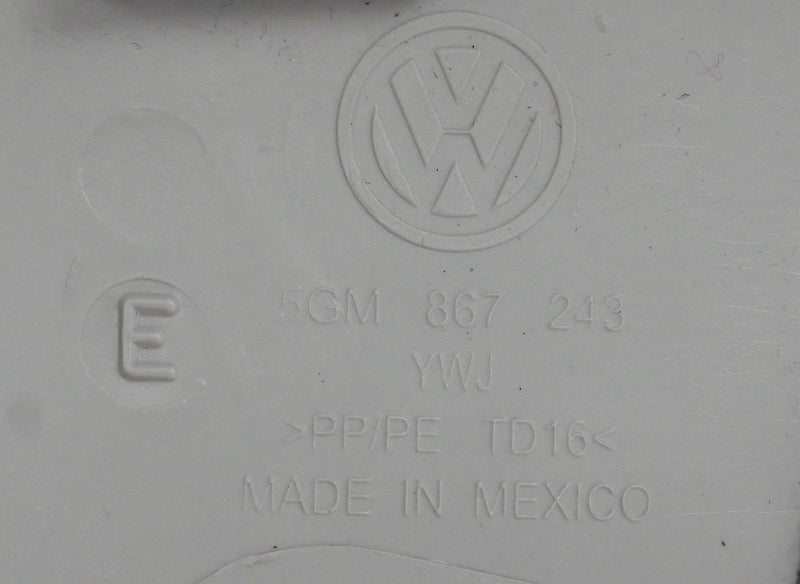 E
5GM 867 243
YWJ
>PP/PE TD16<
MADE IN MEXICO